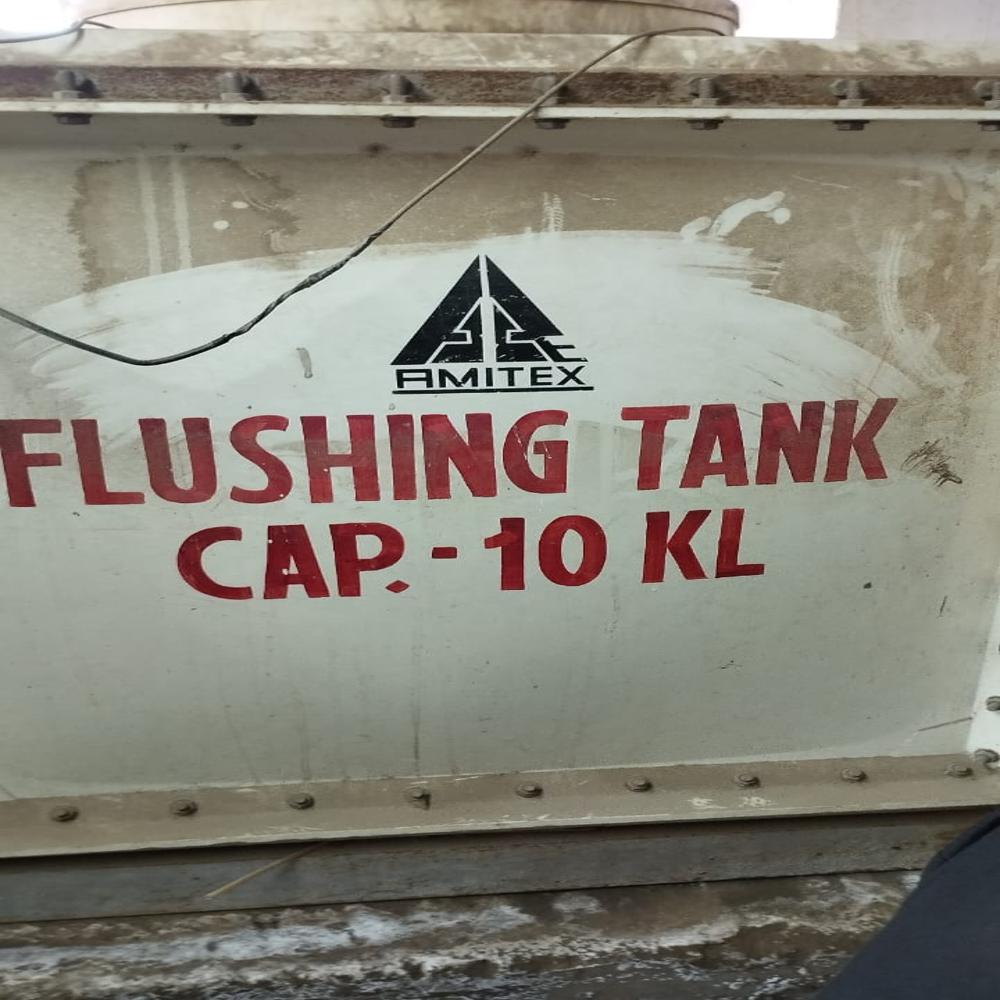 AMITEX
FLUSHING TANK
CAP. - 10 KL